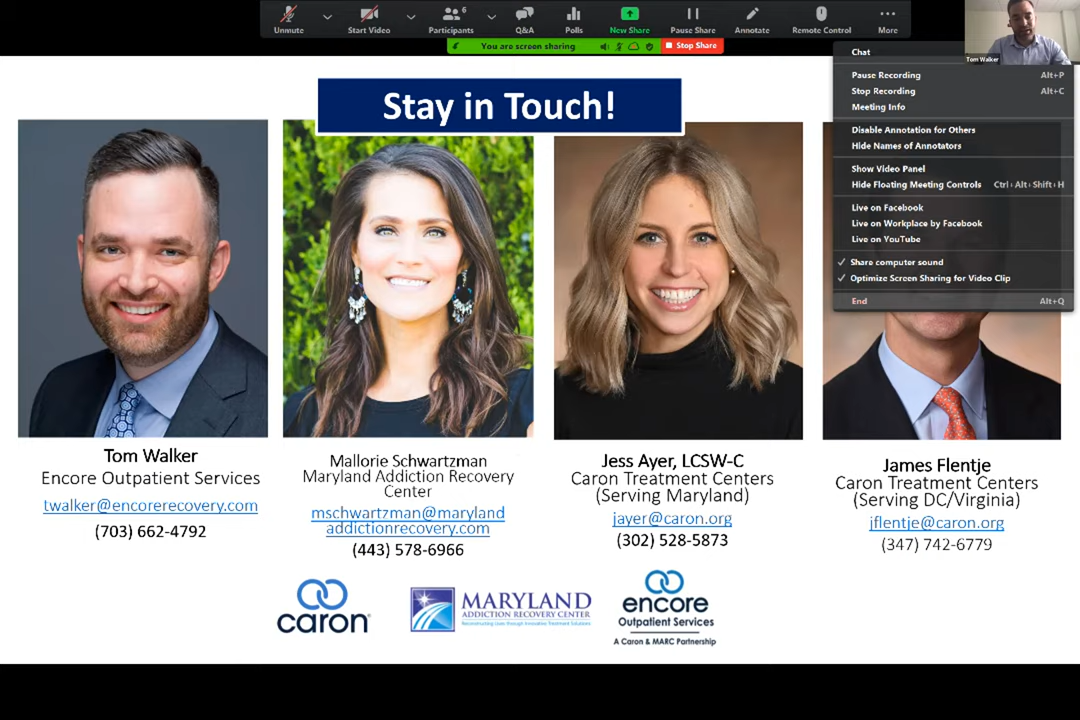 Unmute
Start Video
Participants
6
Q&A
Polls
New Share
Pause Share
Annotate
Remote Control
More
You are screen sharing
Stop Share
Tom Walker
Chat
Pause Recording Alt+P
Stop Recording Alt+C
Meeting Info
Disable Annotation for Others
Hide Names of Annotators
Show Video Panel
Hide Floating Meeting Controls Ctrl+Alt+Shift+H
Live on Facebook
Live on Workplace by Facebook
Live on YouTube
Share computer sound
Optimize Screen Sharing for Video Clip
End Alt+Q
Stay in Touch!
Tom Walker
Encore Outpatient Services
twalker@encorerecovery.com
(703) 662-4792
Mallorie Schwartzman
Maryland Addiction Recovery
Center
mschwartzman@maryland
addictionrecovery.com
(443) 578-6966
Jess Ayer, LCSW-C
Caron Treatment Centers
(Serving Maryland)
jayer@caron.org
(302) 528-5873
James Flentje
Caron Treatment Centers
(Serving DC/Virginia)
jflentje@caron.org
(347) 742-6779
caron
MARYLAND
ADDICTION RECOVERY CENTER
Reconstructing Lives through Innovative Treatment Solutions
encore
Outpatient Services
A Caron & MARC Partnership